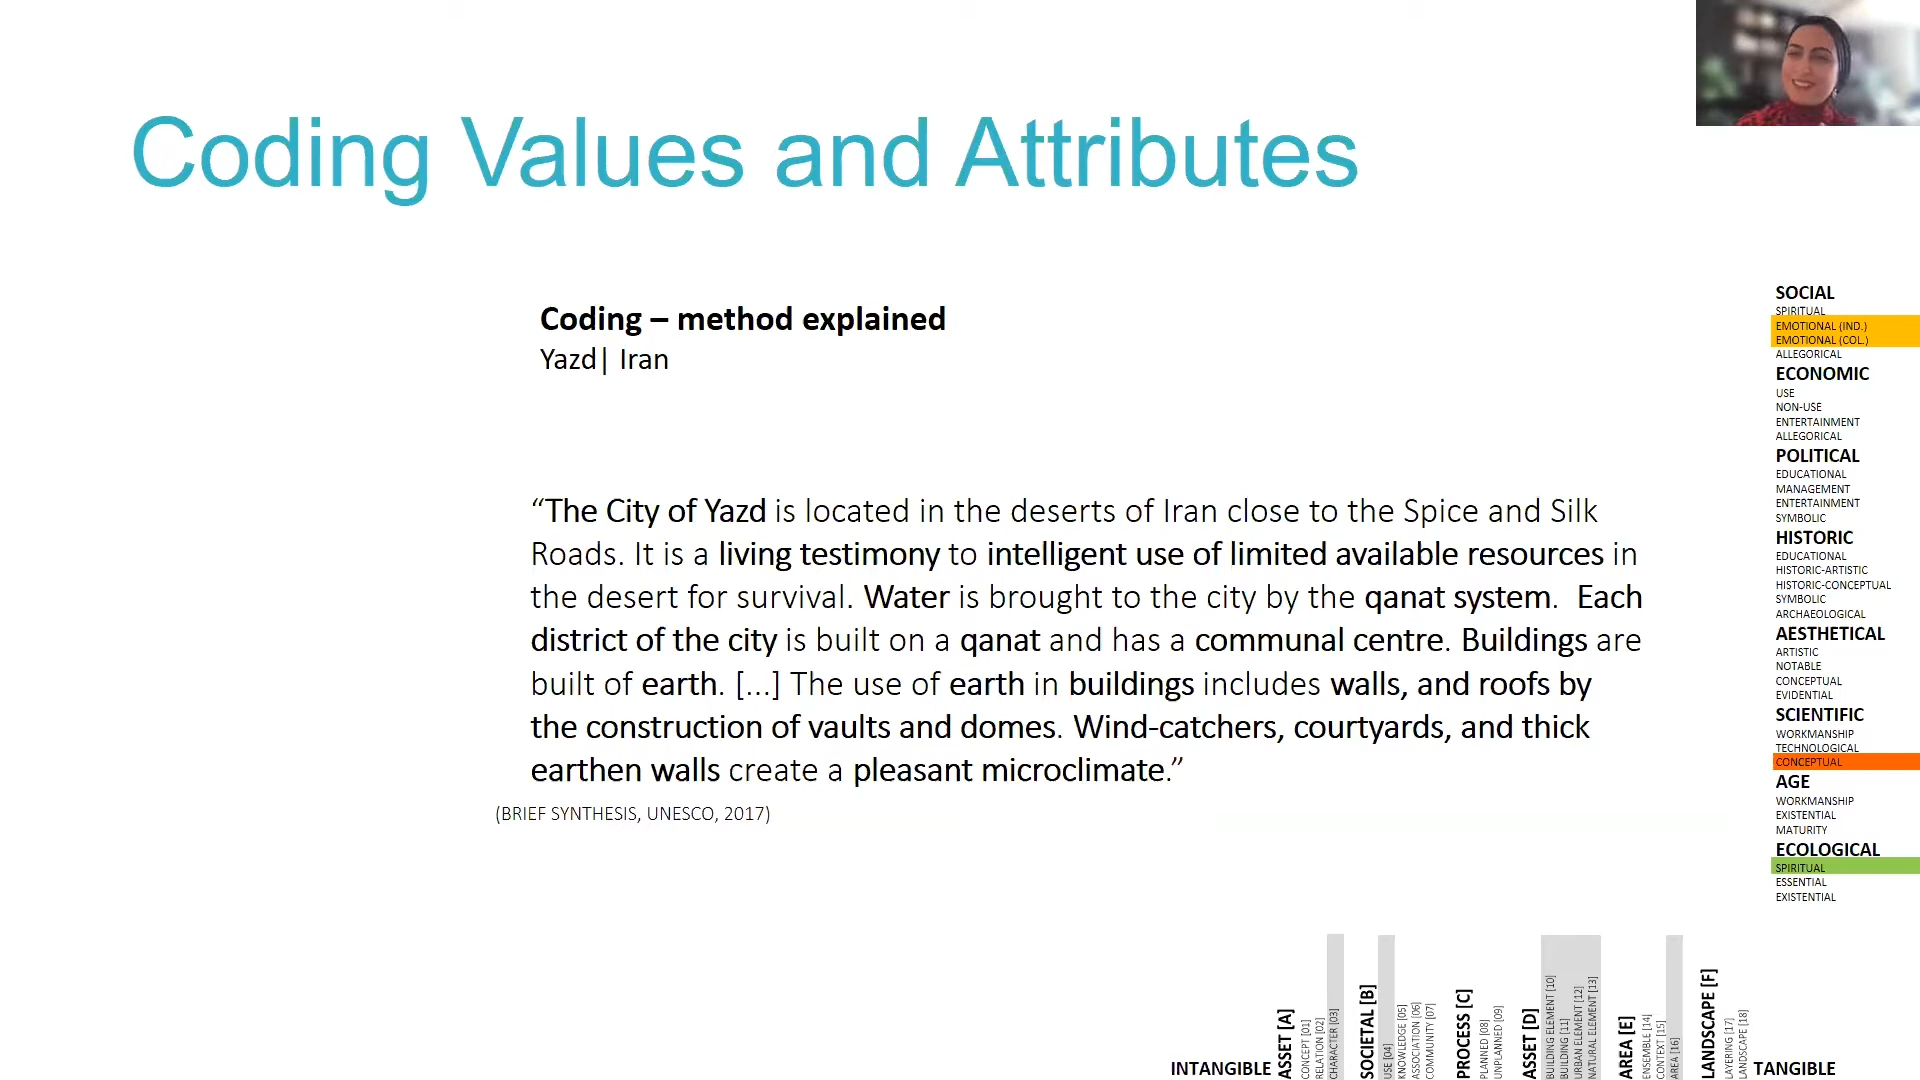 Coding Values and Attributes
Coding – method explained
Yazd| Iran
“The City of Yazd is located in the deserts of Iran close to the Spice and Silk
Roads. It is a living testimony to intelligent use of limited available resources in
the desert for survival. Water is brought to the city by the qanat system. Each
district of the city is built on a qanat and has a communal centre. Buildings are
built of earth. [...] The use of earth in buildings includes walls, and roofs by
the construction of vaults and domes. Wind-catchers, courtyards, and thick
earthen walls create a pleasant microclimate.”
(BRIEF SYNTHESIS, UNESCO, 2017)
SOCIAL
SPIRITUAL
EMOTIONAL (IND.)
EMOTIONAL (COL.)
ALLEGORICAL
ECONOMIC
USE
NON-USE
ENTERTAINMENT
ALLEGORICAL
POLITICAL
EDUCATIONAL
MANAGEMENT
ENTERTAINMENT
SYMBOLIC
HISTORIC
EDUCATIONAL
HISTORIC-ARTISTIC
HISTORIC-CONCEPTUAL
SYMBOLIC
ARCHAEOLOGICAL
AESTHETICAL
ARTISTIC
NOTABLE
CONCEPTUAL
EVIDENTIAL
SCIENTIFIC
WORKMANSHIP
TECHNOLOGICAL
CONCEPTUAL
AGE
WORKMANSHIP
EXISTENTIAL
MATURITY
ECOLOGICAL
SPIRITUAL
ESSENTIAL
EXISTENTIAL
INTANGIBLE
ASSET [A]
CONCEPT [01]
RELATION [02]
CHARACTER [03]
SOCIETAL [B]
USE [04]
KNOWLEDGE [05]
ASSOCIATION [06]
COMMUNITY [07]
PROCESS [C]
PLANNED [08]
UNPLANNED [09]
ASSET [D]
BUILDING ELEMENT [10]
BUILDING [11]
URBAN ELEMENT [12]
NATURAL ELEMENT [13]
AREA [E]
ENSEMBLE [14]
CONTEXT [15]
AREA [16]
LANDSCAPE [F]
LAYERING [17]
LANDSCAPE [18]
TANGIBLE